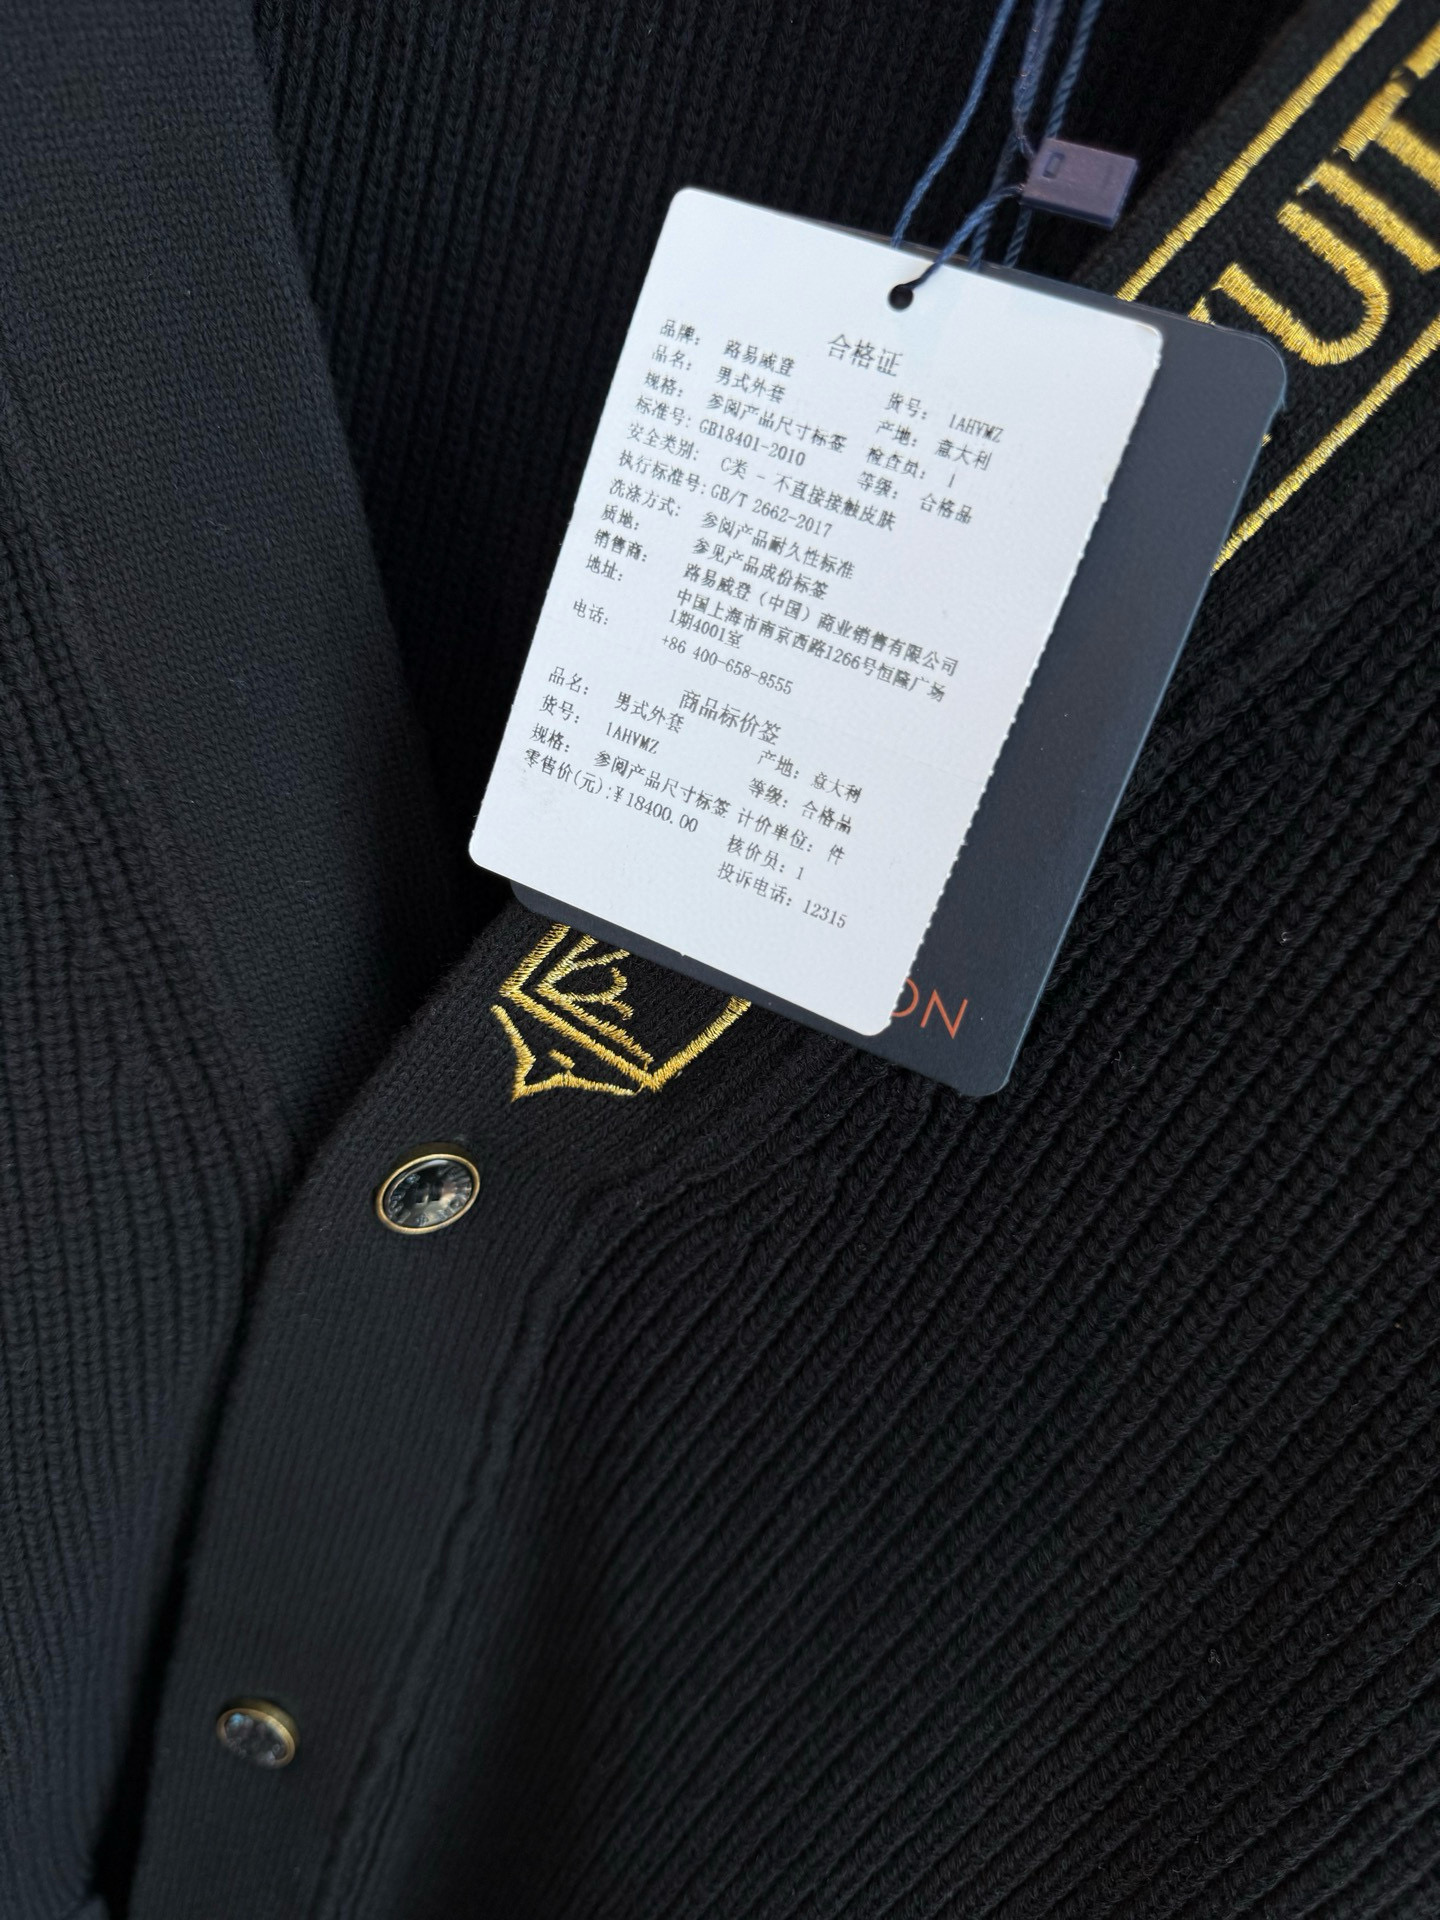 UIT
合格证
品牌: 路易威登 货号: 1AHVMZ
品名: 男式外套 产地: 意大利
规格: 参阅产品尺寸标签 检查员: 1
标准号: GB18401-2010 等级: 合格品
安全类别: C类 - 不直接接触皮肤
执行标准号: GB/T 2662-2017
洗涤方式: 参阅产品耐久性标准
质地: 参见产品成份标签
销售商: 路易威登（中国）商业销售有限公司
地址: 中国上海市南京西路1266号恒隆广场
1期4001室
电话: +86 400-658-8555
商品标价签
品名: 男式外套 产地: 意大利
货号: 1AHVMZ 等级: 合格品
规格: 参阅产品尺寸标签 计价单位: 件
零售价(元):¥18400.00 核价员: 1
投诉电话: 12315
ON